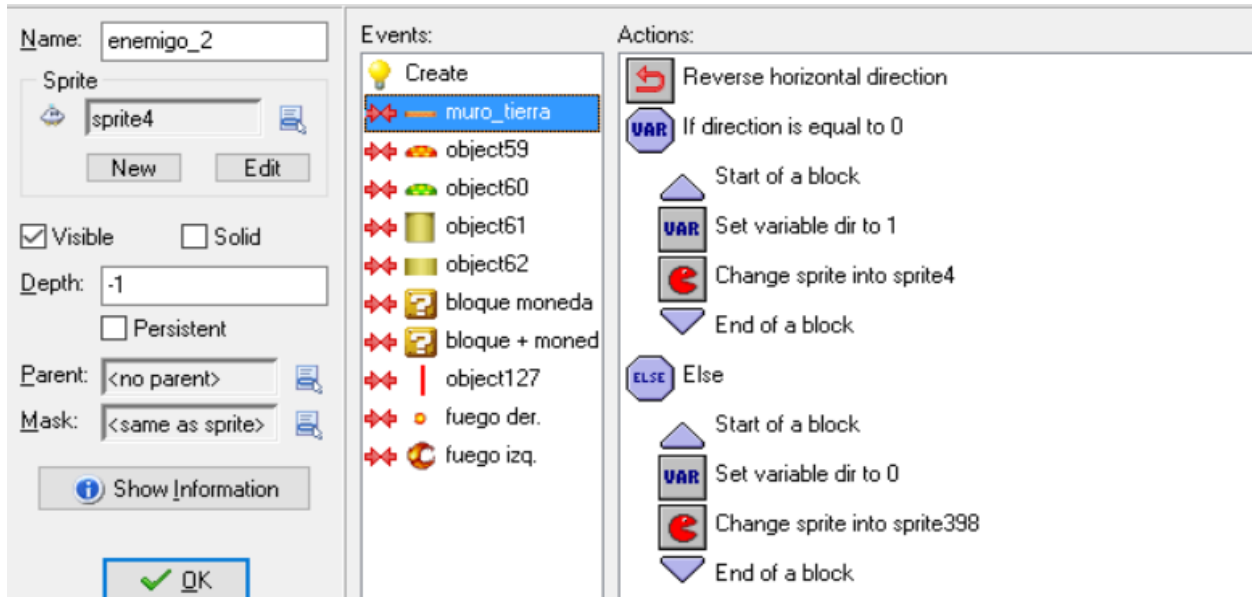 Name: enemigo_2
Sprite
sprite4
New Edit
Visible Solid
Depth: -1
Persistent
Parent: <no parent>
Mask: <same as sprite>
Show Information
OK
Events:
Create
muro_tierra
object59
object60
object61
object62
bloque moneda
bloque + moned
object127
fuego der.
fuego izq.
Actions:
Reverse horizontal direction
VAR If direction is equal to 0
Start of a block
VAR Set variable dir to 1
Change sprite into sprite4
End of a block
ELSE Else
Start of a block
VAR Set variable dir to 0
Change sprite into sprite398
End of a block